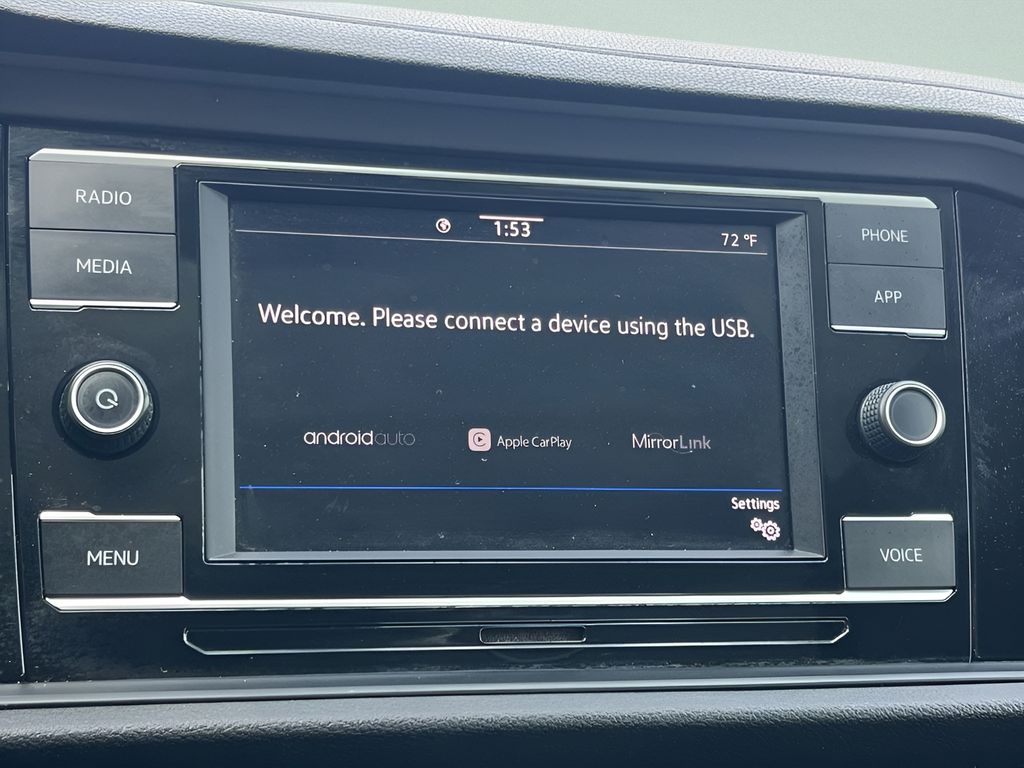 RADIO
MEDIA
1:53
72 °F
PHONE
APP
Welcome. Please connect a device using the USB.
androidauto
Apple CarPlay
MirrorLink
Settings
MENU
VOICE